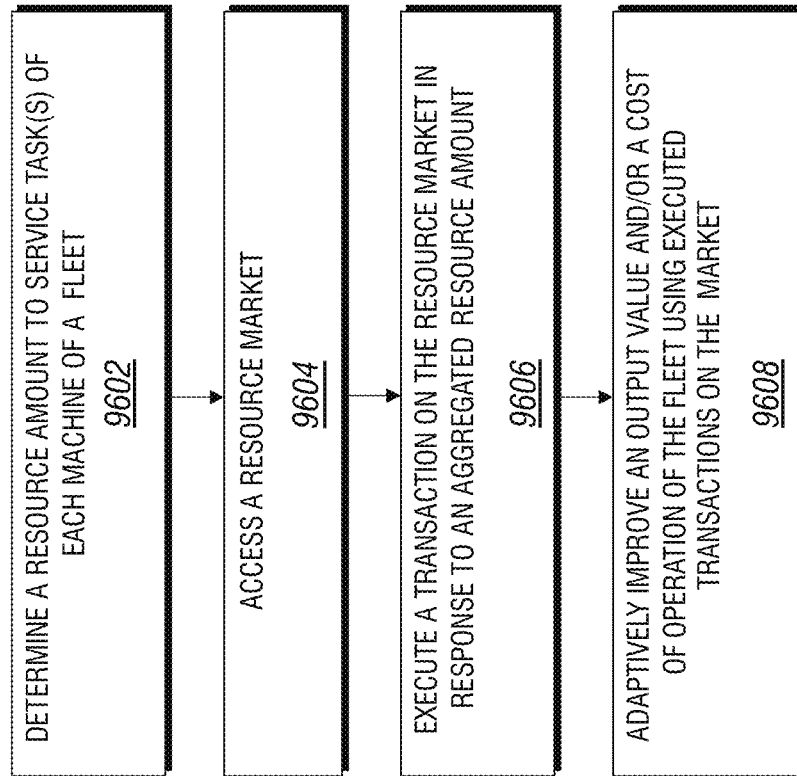 DETERMINE A RESOURCE AMOUNT TO SERVICE TASK(S) OF
EACH MACHINE OF A FLEET
9602
ACCESS A RESOURCE MARKET
9604
EXECUTE A TRANSACTION ON THE RESOURCE MARKET IN
RESPONSE TO AN AGGREGATED RESOURCE AMOUNT
9606
ADAPTIVELY IMPROVE AN OUTPUT VALUE AND/OR A COST
OF OPERATION OF THE FLEET USING EXECUTED
TRANSACTIONS ON THE MARKET
9608